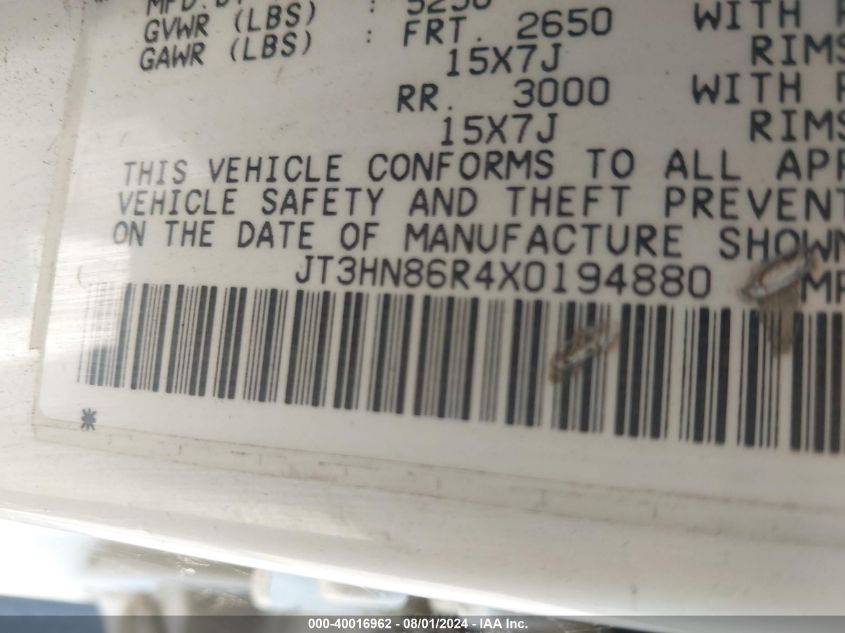 GVWR (LBS) : 5250
GAWR (LBS) : FRT. 2650 WITH
15X7J RIMS
RR. 3000 WITH
15X7J RIMS
THIS VEHICLE CONFORMS TO ALL APP
VEHICLE SAFETY AND THEFT PREVENT
ON THE DATE OF MANUFACTURE SHOWN
JT3HN86R4X0194880 MP
000-40016962 - 08/01/2024 - IAA Inc.